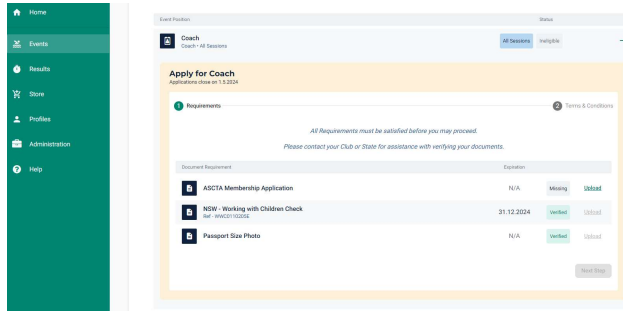 Home
Events
Results
Store
Profiles
Administration
Help
Event Position Status
Coach
Coach • All Sessions
All Sessions Ineligible
Apply for Coach
Applications close on 1.5.2024
1 Requirements 2 Terms & Conditions
All Requirements must be satisfied before you may proceed.
Please contact your Club or State for assistance with verifying your documents.
Document Requirement Expiration
ASCTA Membership Application N/A Missing Upload
NSW - Working with Children Check 31.12.2024 Verified Upload
Ref - WWC0110205E
Passport Size Photo N/A Verified Upload
Next Step